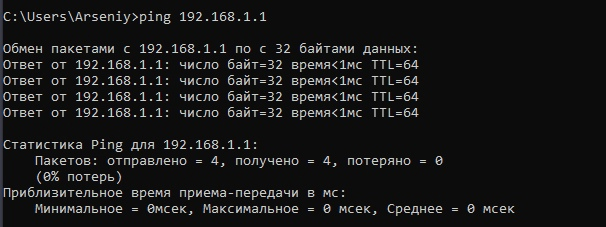 C:\Users\Arseniy>ping 192.168.1.1
Обмен пакетами с 192.168.1.1 по с 32 байтами данных:
Ответ от 192.168.1.1: число байт=32 время<1мс TTL=64
Ответ от 192.168.1.1: число байт=32 время<1мс TTL=64
Ответ от 192.168.1.1: число байт=32 время<1мс TTL=64
Ответ от 192.168.1.1: число байт=32 время<1мс TTL=64
Статистика Ping для 192.168.1.1:
Пакетов: отправлено = 4, получено = 4, потеряно = 0
(0% потерь)
Приблизительное время приема-передачи в мс:
Минимальное = 0мсек, Максимальное = 0 мсек, Среднее = 0 мсек